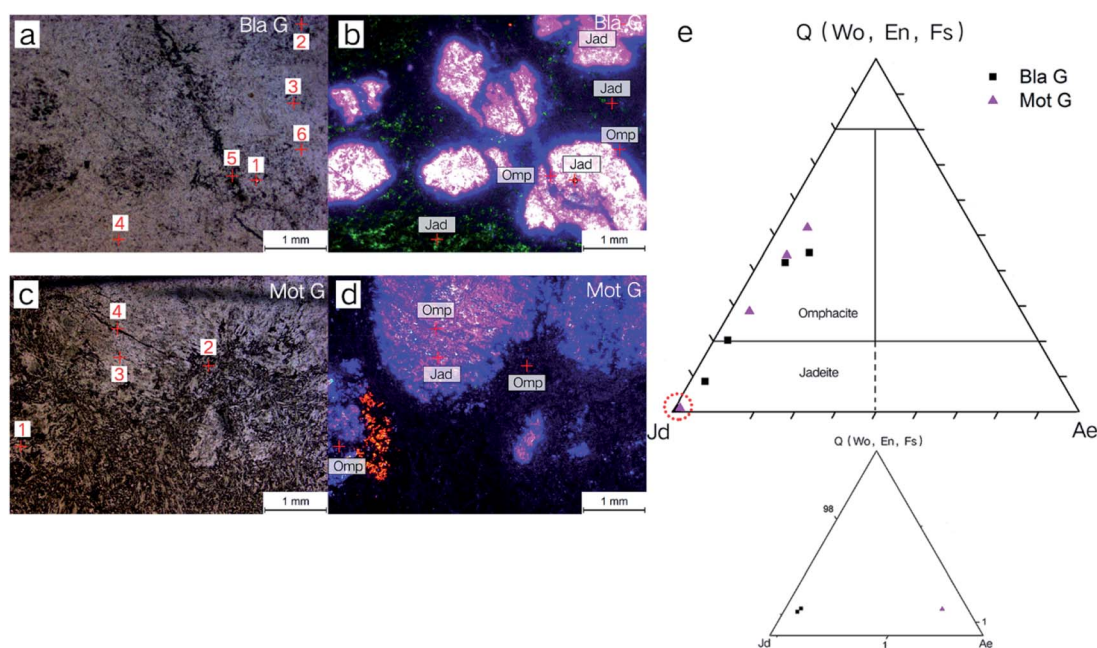 a
Bla G
2
3
6
5
1
4
1 mm
b
Bla G
Jad
Jad
Omp
Omp
Jad
Jad
1 mm
c
Mot G
4
3
2
1
1 mm
d
Mot G
Omp
Jad
Omp
Omp
1 mm
e
Q (Wo, En, Fs)
Bla G
Mot G
Omphacite
Jadeite
Jd
Ae
Q (Wo, En, Fs)
98
1
Jd
1
Ae